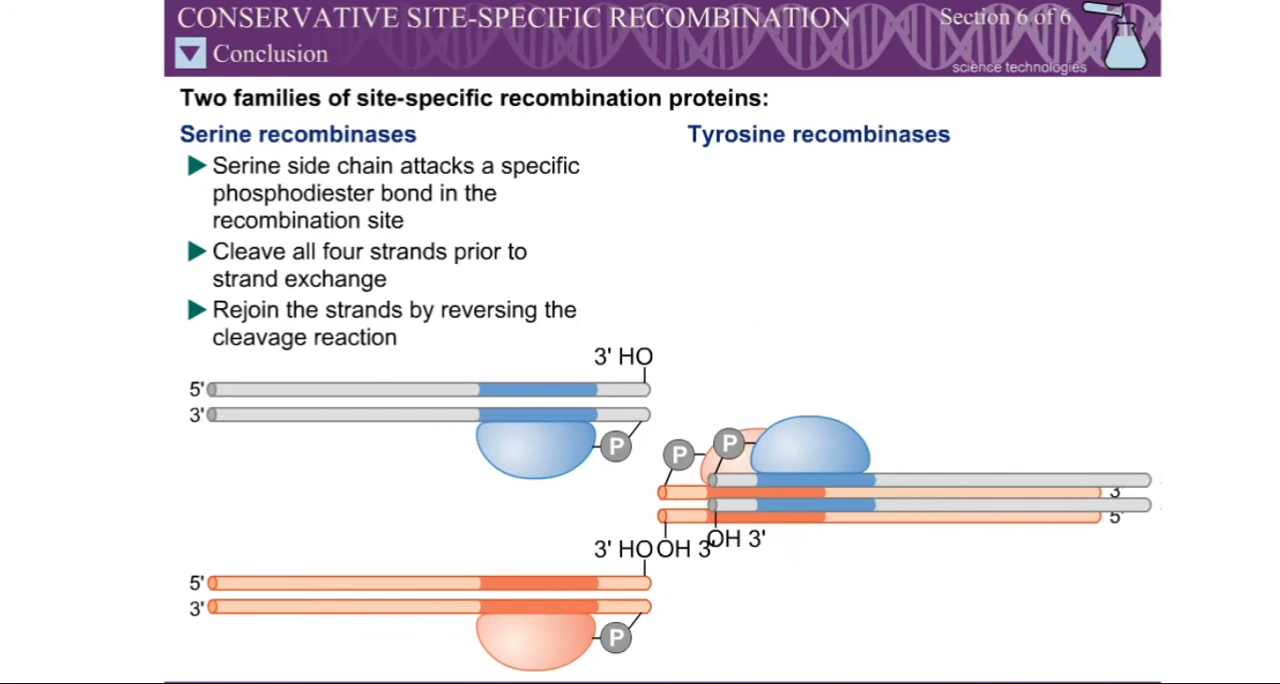 CONSERVATIVE SITE-SPECIFIC RECOMBINATION
Section 6 of 6
Conclusion
science technologies
Two families of site-specific recombination proteins:
Serine recombinases
Serine side chain attacks a specific
phosphodiester bond in the
recombination site
Cleave all four strands prior to
strand exchange
Rejoin the strands by reversing the
cleavage reaction
Tyrosine recombinases
3' HO
5'
3'
P
P
P
3'
5'
OH 3'
3' HO
OH 3'
5'
3'
P